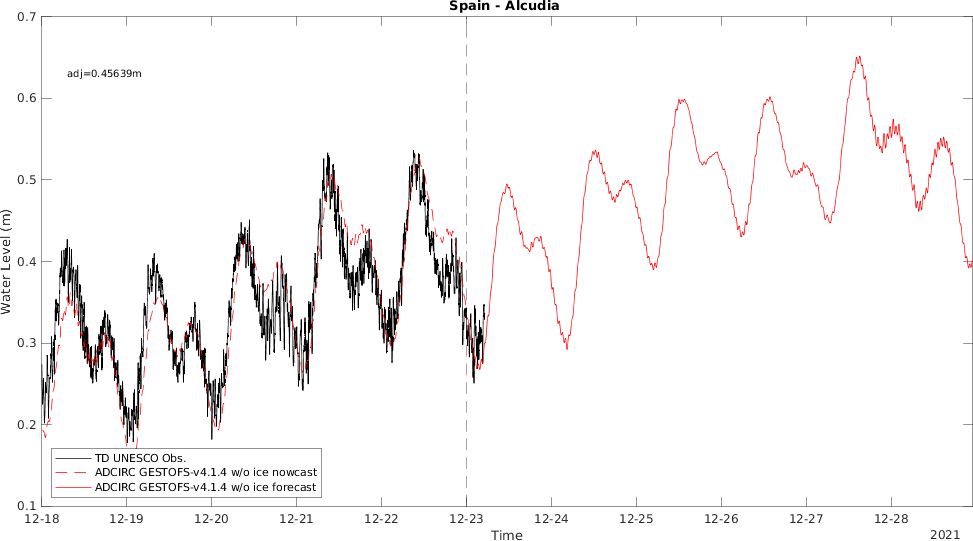 Spain - Alcudia
adj=0.45639m
Water Level (m)
0.7
0.6
0.5
0.4
0.3
0.2
0.1
TD UNESCO Obs.
ADCIRC GESTOFS-v4.1.4 w/o ice nowcast
ADCIRC GESTOFS-v4.1.4 w/o ice forecast
12-18 12-19 12-20 12-21 12-22 12-23 12-24 12-25 12-26 12-27 12-28
Time
2021